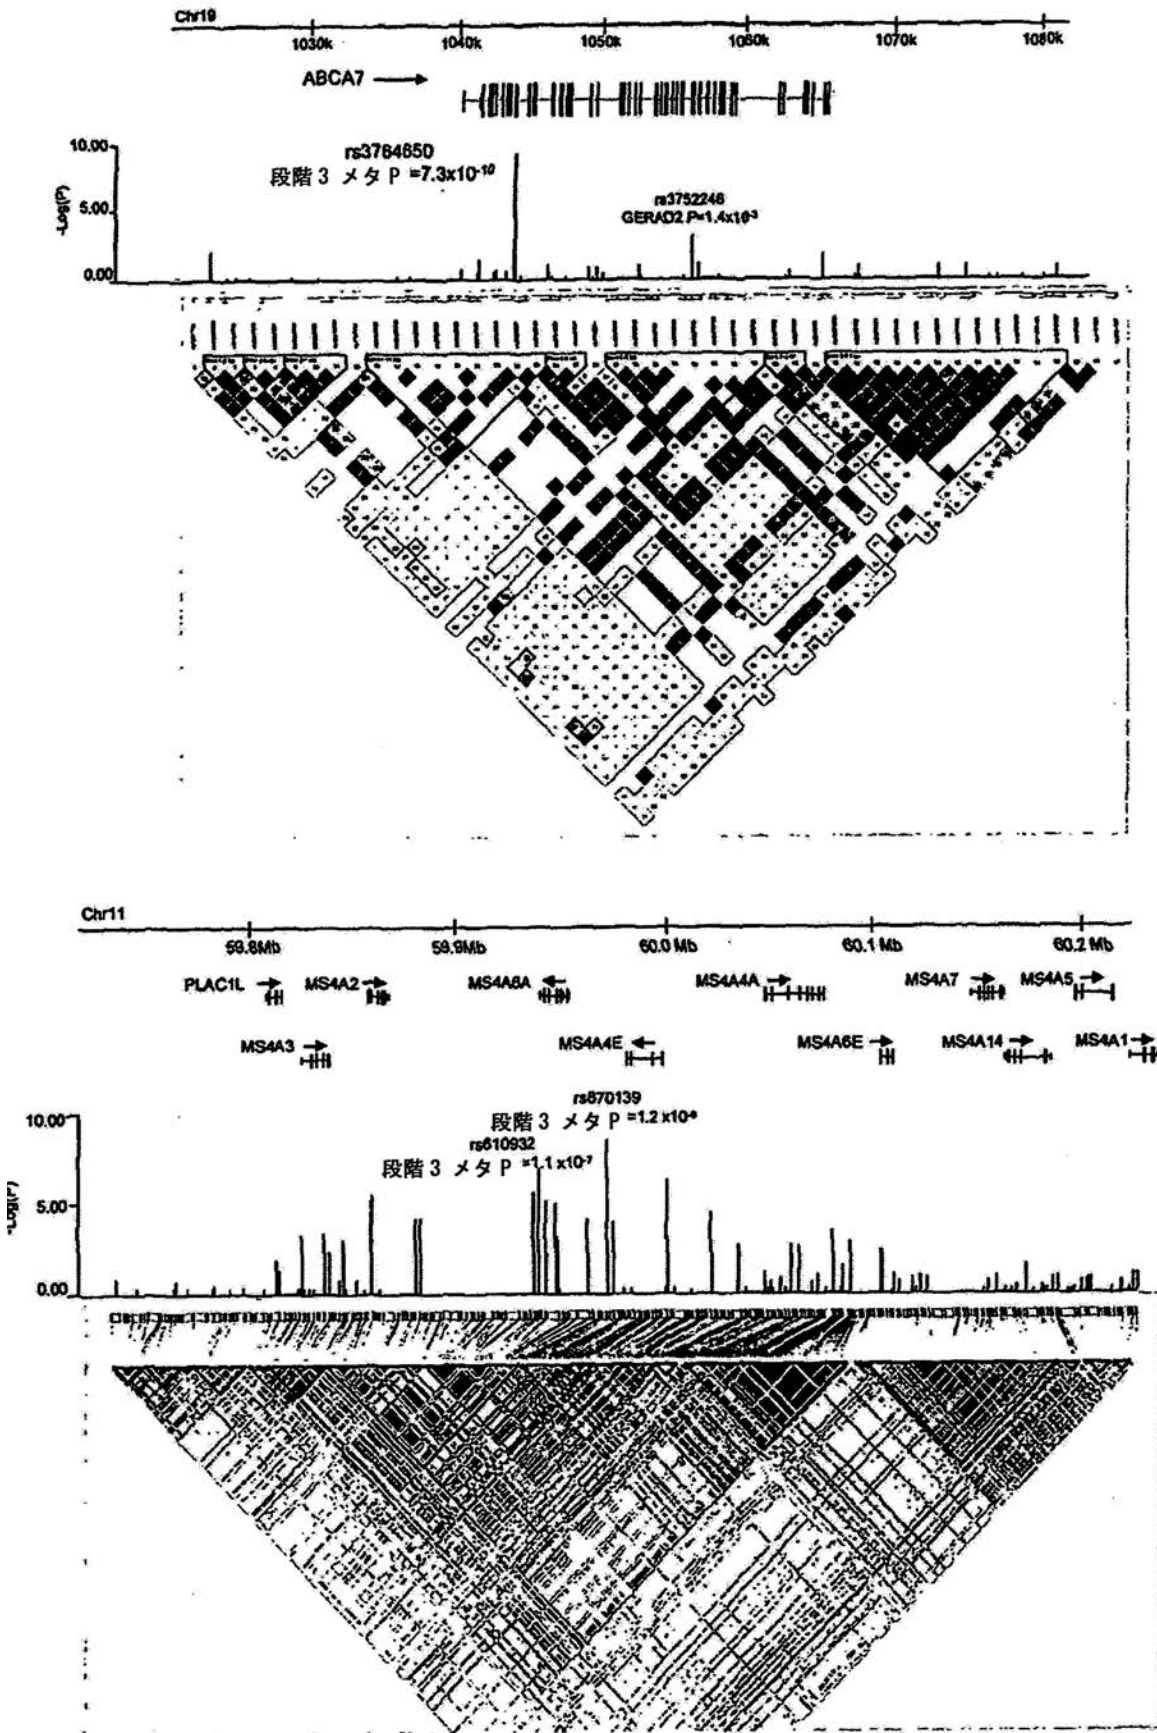 Chr19
1030k 1040k 1050k 1060k 1070k 1080k
ABCA7
10.00
5.00
0.00
-Log(P)
rs3764650
段階3 メタ P =7.3x10-10
rs3752246
GERAD2 P=1.4x10-3
Chr11
59.8Mb 59.9Mb 60.0 Mb 60.1 Mb 60.2 Mb
PLAC1L MS4A2 MS4A6A MS4A4A MS4A7 MS4A5
MS4A3 MS4A4E MS4A6E MS4A14 MS4A1
10.00
5.00
0.00
-Log(P)
rs670139
段階3 メタ P =1.2 x10-9
rs610932
段階3 メタ P =1.1 x10-7